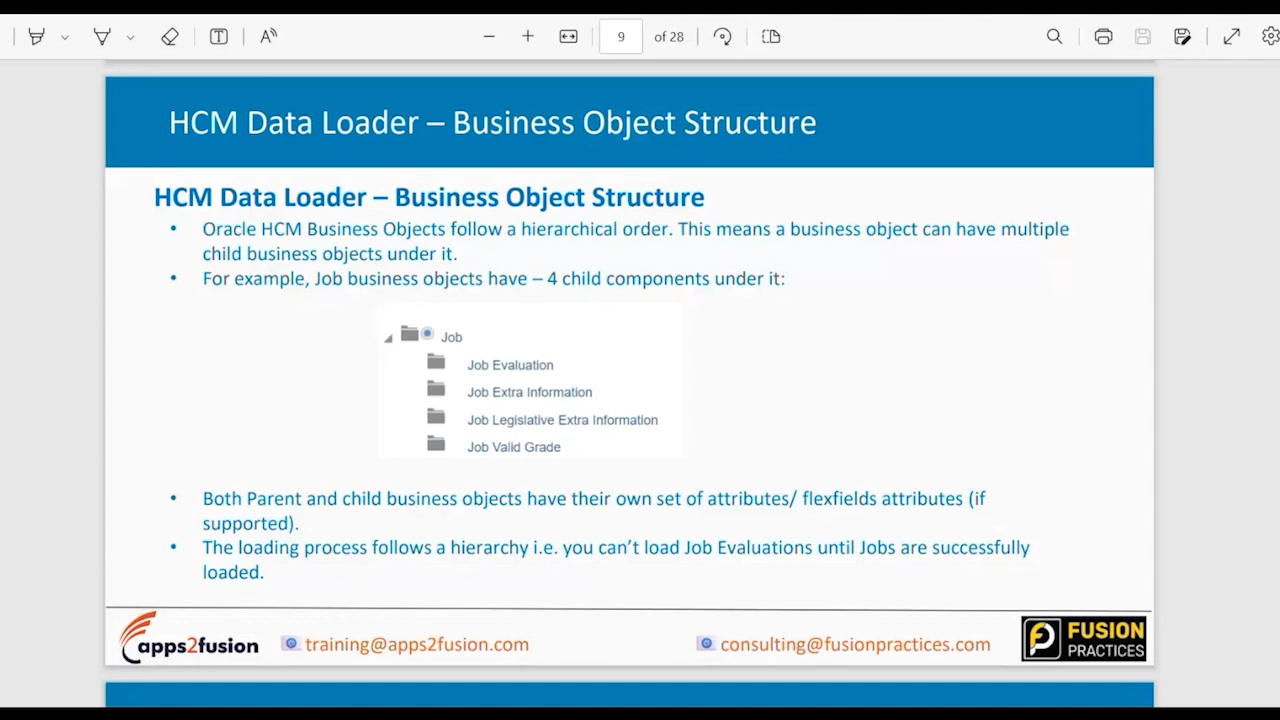 9 of 28
HCM Data Loader – Business Object Structure
HCM Data Loader – Business Object Structure
• Oracle HCM Business Objects follow a hierarchical order. This means a business object can have multiple
child business objects under it.
• For example, Job business objects have – 4 child components under it:
Job
Job Evaluation
Job Extra Information
Job Legislative Extra Information
Job Valid Grade
• Both Parent and child business objects have their own set of attributes/ flexfields attributes (if
supported).
• The loading process follows a hierarchy i.e. you can’t load Job Evaluations until Jobs are successfully
loaded.
apps2fusion training@apps2fusion.com consulting@fusionpractices.com FUSION
PRACTICES